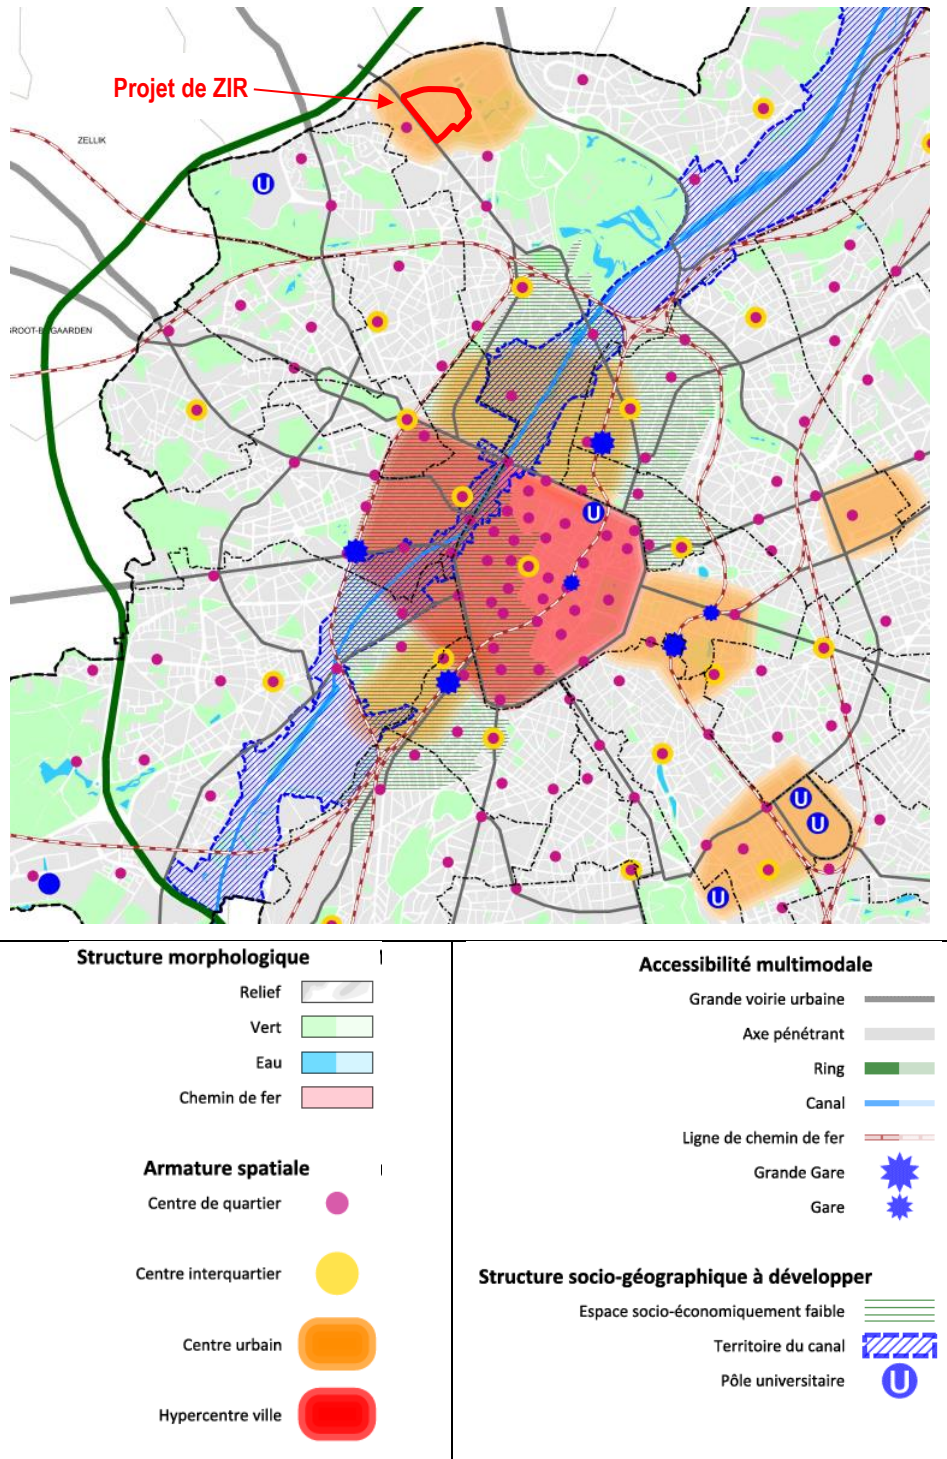 Projet de ZIR
ZELLIK
GROOT-BIJGAARDEN
U
U
U
U
U
Structure morphologique
Relief
Vert
Eau
Chemin de fer
Armature spatiale
Centre de quartier
Centre interquartier
Centre urbain
Hypercentre ville
Accessibilité multimodale
Grande voirie urbaine
Axe pénétrant
Ring
Canal
Ligne de chemin de fer
Grande Gare
Gare
Structure socio-géographique à développer
Espace socio-économiquement faible
Territoire du canal
Pôle universitaire
U